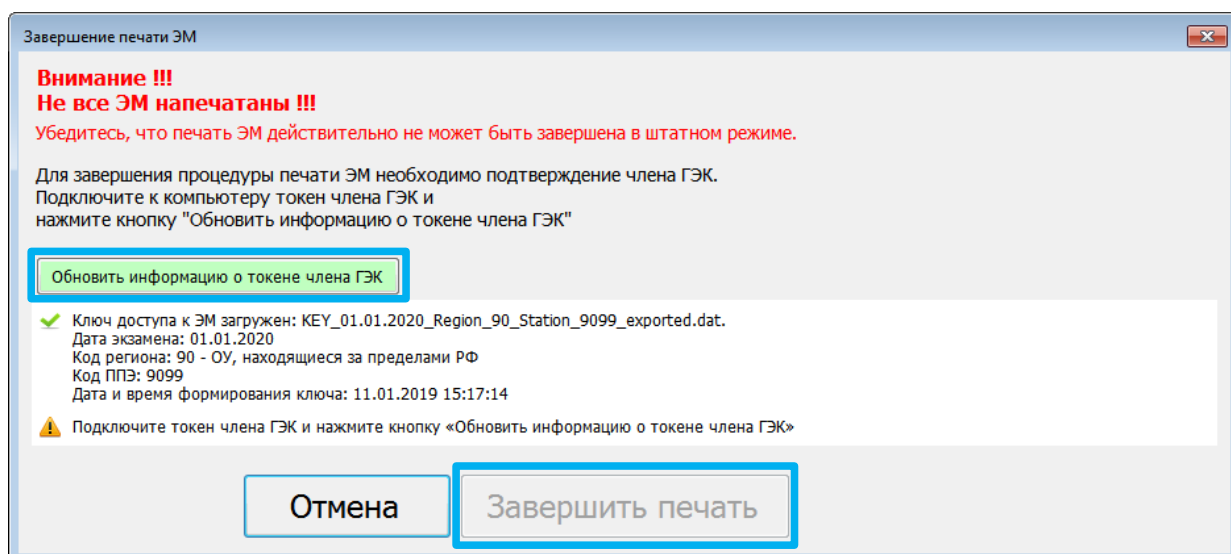 Завершение печати ЭМ
Внимание !!!
Не все ЭМ напечатаны !!!
Убедитесь, что печать ЭМ действительно не может быть завершена в штатном режиме.
Для завершения процедуры печати ЭМ необходимо подтверждение члена ГЭК.
Подключите к компьютеру токен члена ГЭК и
нажмите кнопку "Обновить информацию о токене члена ГЭК"
Обновить информацию о токене члена ГЭК
Ключ доступа к ЭМ загружен: KEY_01.01.2020_Region_90_Station_9099_exported.dat.
Дата экзамена: 01.01.2020
Код региона: 90 - ОУ, находящиеся за пределами РФ
Код ППЭ: 9099
Дата и время формирования ключа: 11.01.2019 15:17:14
Подключите токен члена ГЭК и нажмите кнопку «Обновить информацию о токене члена ГЭК»
Отмена
Завершить печать